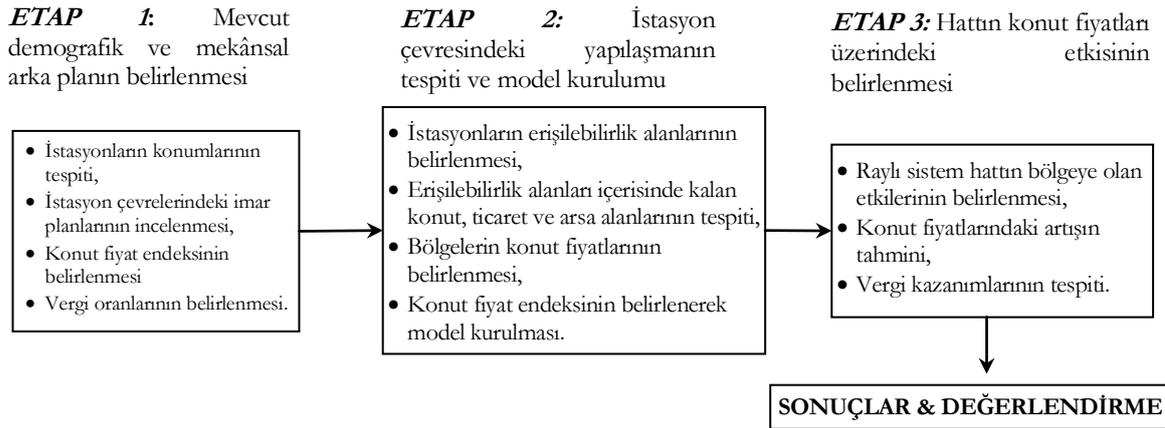 ETAP 1: Mevcut
demografik ve mekânsal
arka planın belirlenmesi
• İstasyonların konumlarının
tespiti,
• İstasyon çevrelerindeki imar
planlarının incelenmesi,
• Konut fiyat endeksinin
belirlenmesi
• Vergi oranlarının belirlenmesi.
ETAP 2: İstasyon
çevresindeki yapılaşmanın
tespiti ve model kurulumu
• İstasyonların erişilebilirlik alanlarının
belirlenmesi,
• Erişilebilirlik alanları içerisinde kalan
konut, ticaret ve arsa alanlarının tespiti,
• Bölgelerin konut fiyatlarının
belirlenmesi,
• Konut fiyat endeksinin belirlenerek
model kurulması.
ETAP 3: Hattın konut fiyatları
üzerindeki etkisinin
belirlenmesi
• Raylı sistem hattın bölgeye olan
etkilerinin belirlenmesi,
• Konut fiyatlarındaki artışın
tahmini,
• Vergi kazanımlarının tespiti.
SONUÇLAR & DEĞERLENDİRME